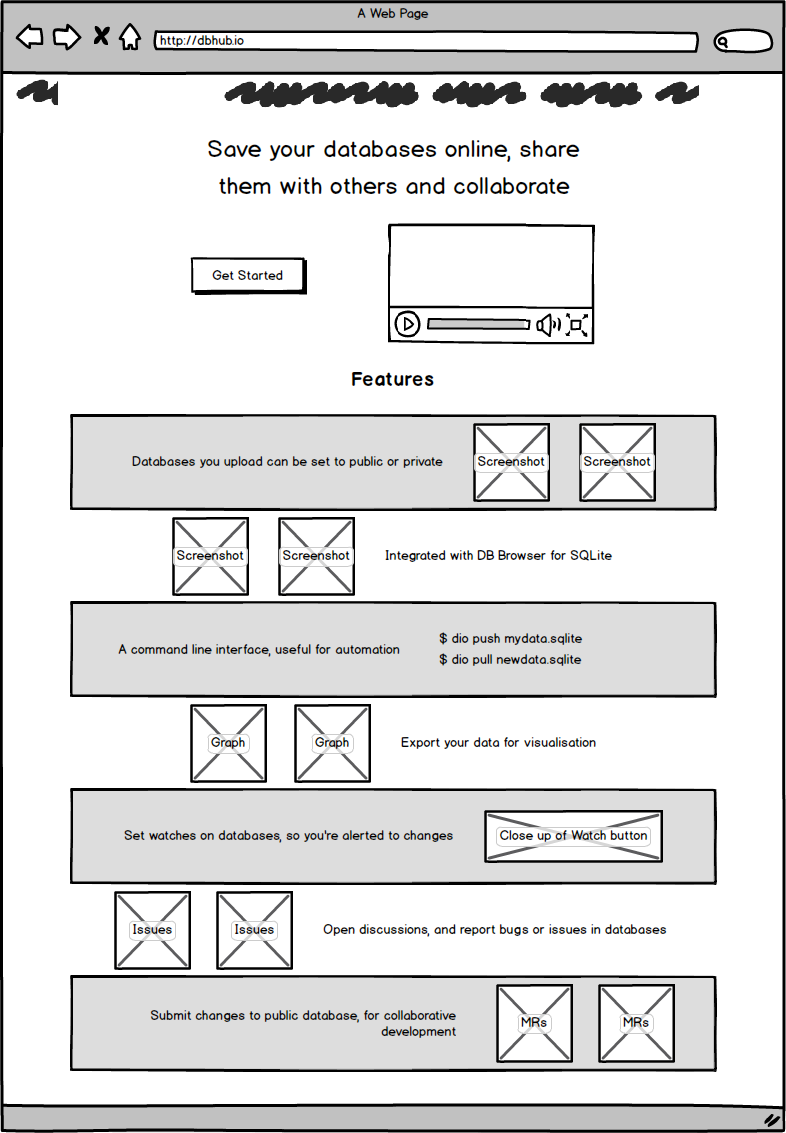 A Web Page
http://dbhub.io
Save your databases online, share
them with others and collaborate
Get Started
Features
Databases you upload can be set to public or private
Screenshot
Screenshot
Screenshot
Screenshot
Integrated with DB Browser for SQLite
A command line interface, useful for automation
$ dio push mydata.sqlite
$ dio pull newdata.sqlite
Graph
Graph
Export your data for visualisation
Set watches on databases, so you're alerted to changes
Close up of Watch button
Issues
Issues
Open discussions, and report bugs or issues in databases
Submit changes to public database, for collaborative
development
MRs
MRs